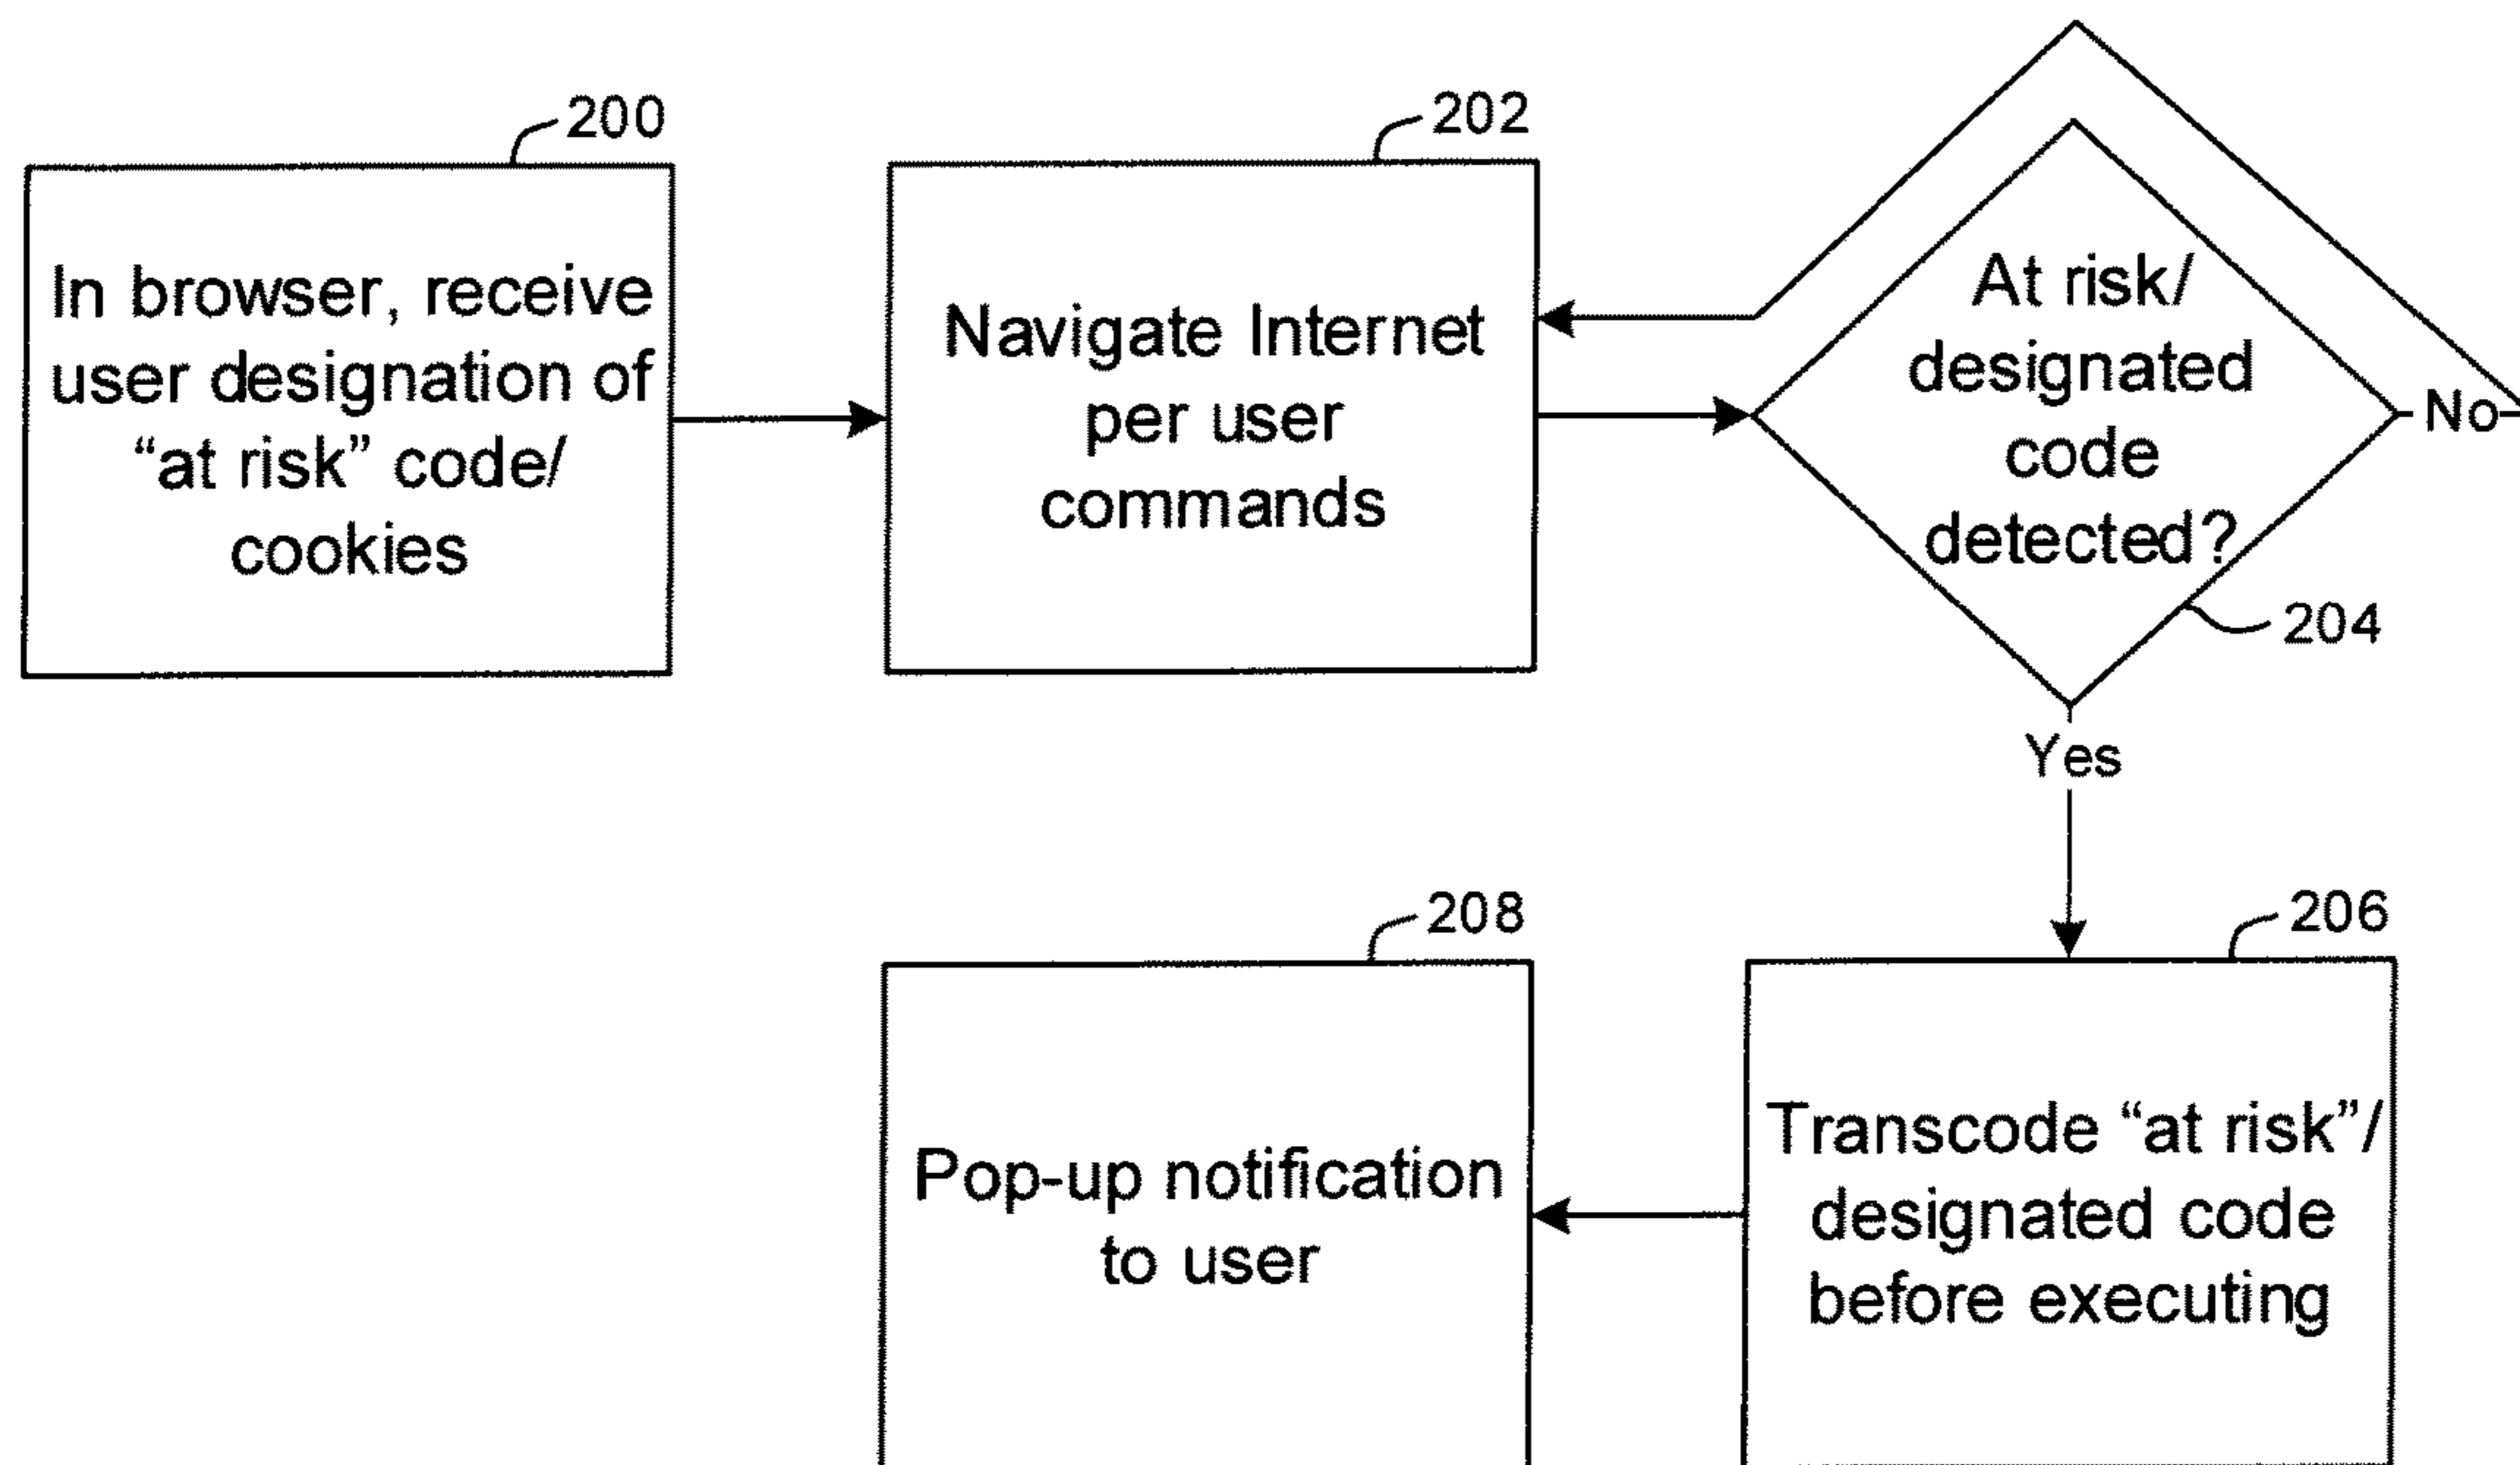 200
In browser, receive
user designation of
“at risk” code/
cookies
202
Navigate Internet
per user
commands
At risk/
designated
code
detected?
No
204
Yes
206
Transcode “at risk”/
designated code
before executing
208
Pop-up notification
to user